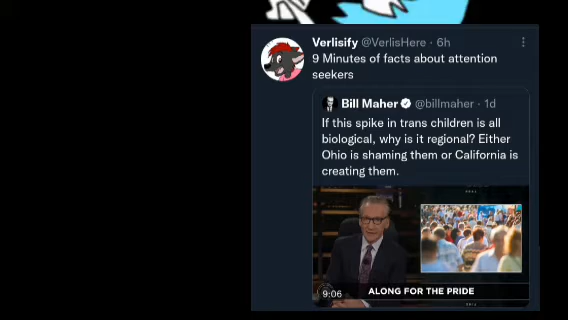 Verlisify @VerlisHere · 6h
9 Minutes of facts about attention
seekers
Bill Maher @billmaher · 1d
If this spike in trans children is all
biological, why is it regional? Either
Ohio is shaming them or California is
creating them.
9:06
ALONG FOR THE PRIDE